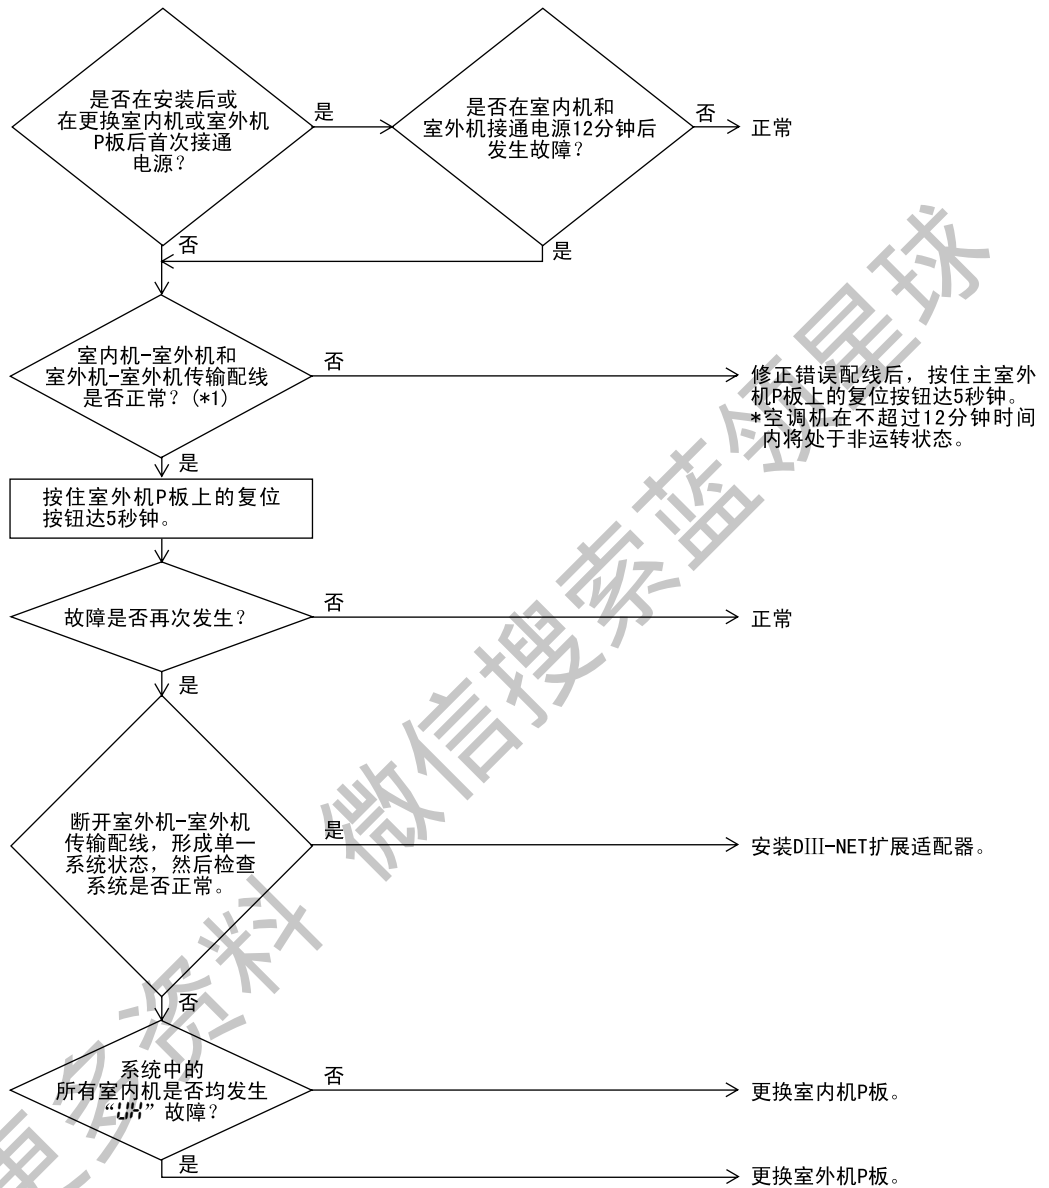 是否在安装后或
在更换室内机或室外机
P板后首次接通
电源？
是
是否在室内机和
室外机接通电源12分钟后
发生故障？
否
正常
否
是
室内机-室外机和
室外机-室外机传输配线
是否正常？(*1)
否
修正错误配线后，按住主室外
机P板上的复位按钮达5秒钟。
*空调机在不超过12分钟时间
内将处于非运转状态。
是
按住室外机P板上的复位
按钮达5秒钟。
故障是否再次发生？
否
正常
是
断开室外机-室外机
传输配线，形成单一
系统状态，然后检查
系统是否正常。
是
安装DIII-NET扩展适配器。
否
系统中的
所有室内机是否均发生
“UH”故障？
否
更换室内机P板。
是
更换室外机P板。
更多资料 微信搜索蓝领星球